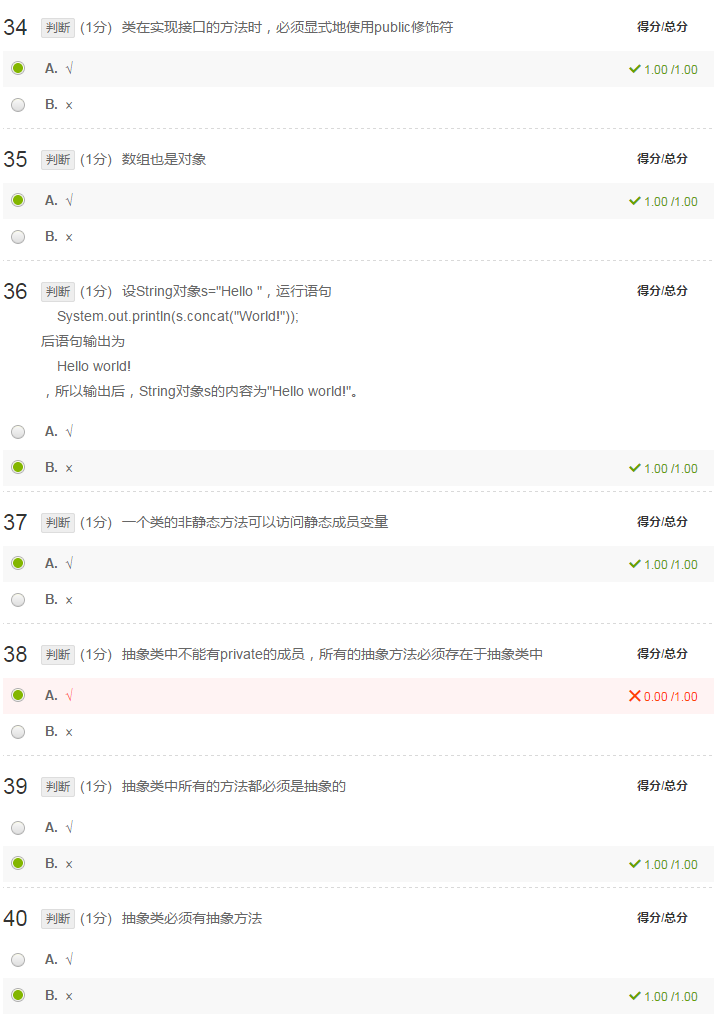 34 判断 (1分) 类在实现接口的方法时，必须显式地使用public修饰符 得分/总分
A. √ 1.00 /1.00
B. ×
35 判断 (1分) 数组也是对象 得分/总分
A. √ 1.00 /1.00
B. ×
36 判断 (1分) 设String对象s="Hello "，运行语句 得分/总分
System.out.println(s.concat("World!"));
后语句输出为
Hello world!
，所以输出后，String对象s的内容为"Hello world!"。
A. √
B. × 1.00 /1.00
37 判断 (1分) 一个类的非静态方法可以访问静态成员变量 得分/总分
A. √ 1.00 /1.00
B. ×
38 判断 (1分) 抽象类中不能有private的成员，所有的抽象方法必须存在于抽象类中 得分/总分
A. √ 0.00 /1.00
B. ×
39 判断 (1分) 抽象类中所有的方法都必须是抽象的 得分/总分
A. √
B. × 1.00 /1.00
40 判断 (1分) 抽象类必须有抽象方法 得分/总分
A. √
B. × 1.00 /1.00